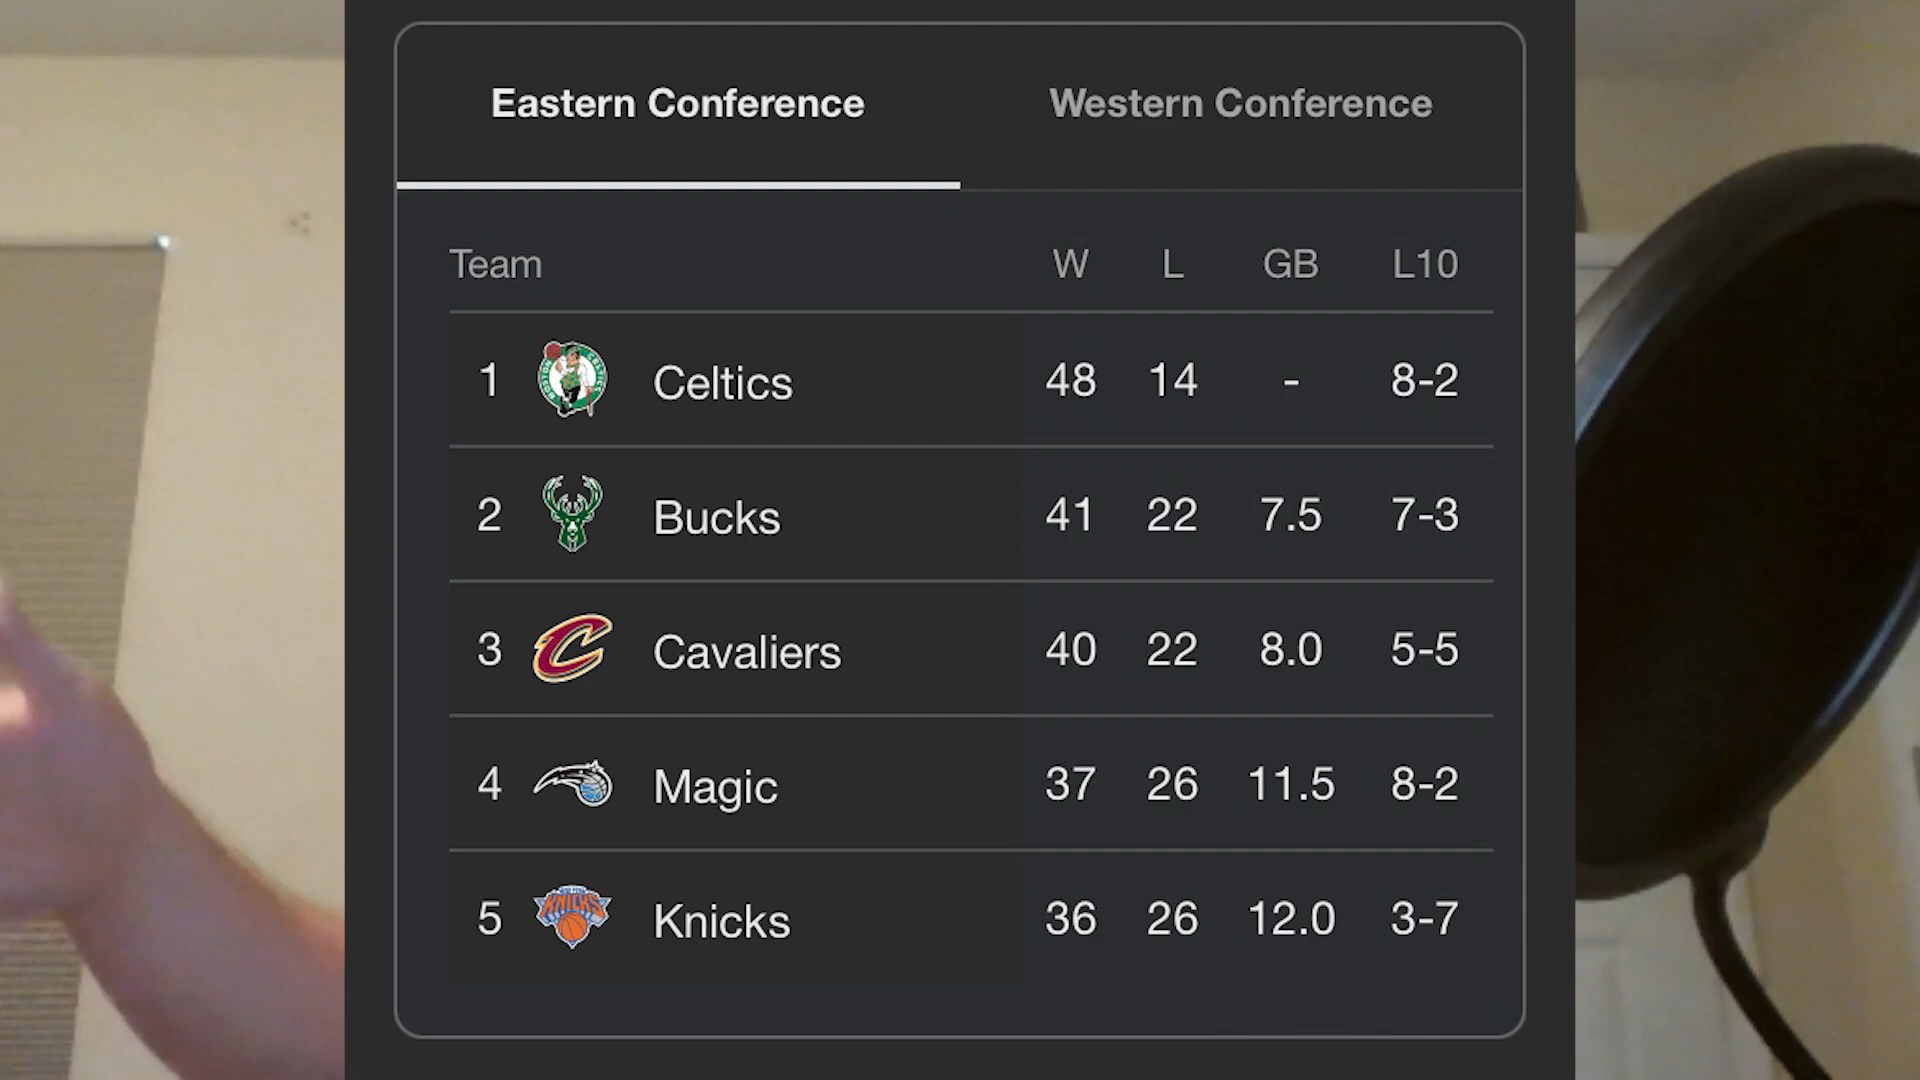 Eastern Conference Western Conference
Team W L GB L10
1 Celtics 48 14 - 8-2
2 Bucks 41 22 7.5 7-3
3 Cavaliers 40 22 8.0 5-5
4 Magic 37 26 11.5 8-2
5 KNICKS Knicks 36 26 12.0 3-7